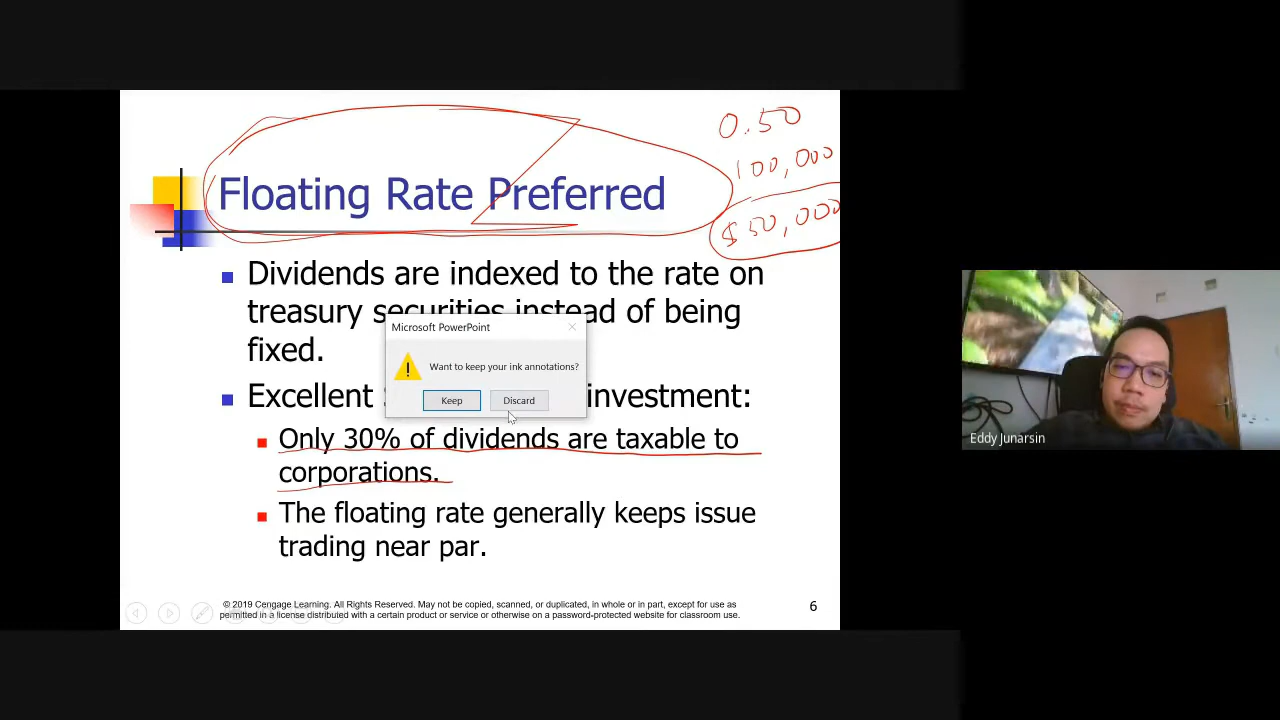 0.50
100,000
$50,000
Floating Rate Preferred
Dividends are indexed to the rate on
treasury securities instead of being
fixed.
Microsoft PowerPoint
Want to keep your ink annotations?
Keep
Discard
Excellent investment:
Only 30% of dividends are taxable to
corporations.
The floating rate generally keeps issue
trading near par.
© 2019 Cengage Learning. All Rights Reserved. May not be copied, scanned, or duplicated, in whole or in part, except for use as
permitted in a license distributed with a certain product or service or otherwise on a password-protected website for classroom use.
6
Eddy Junarsin